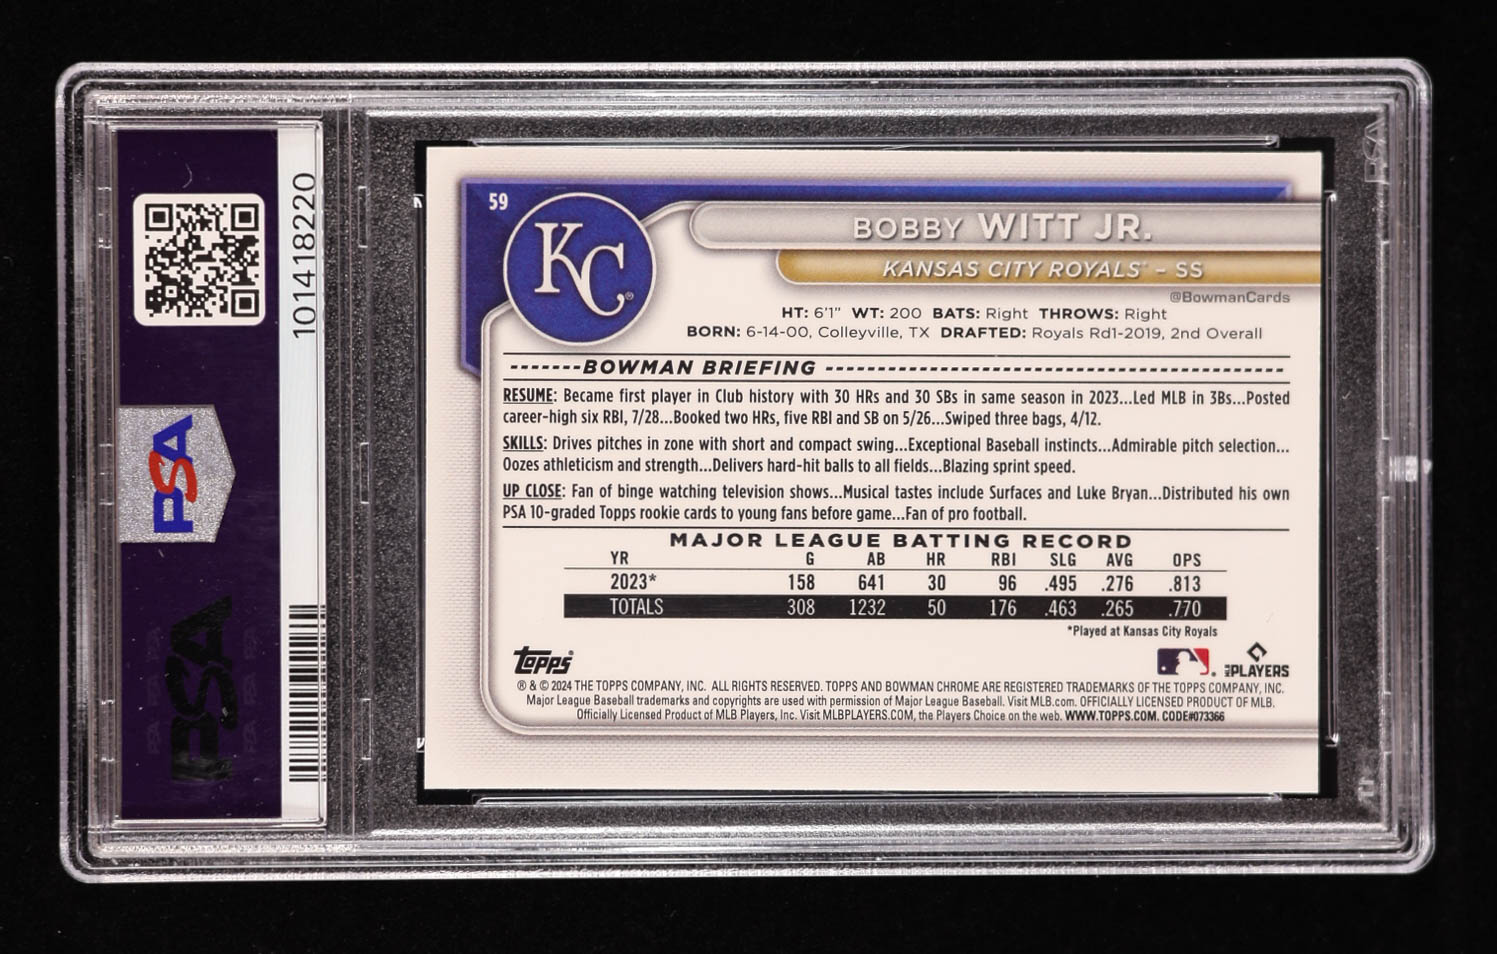 101418220
PSA
PSA
59
KC
BOBBY WITT JR.
KANSAS CITY ROYALS™ – SS
@BowmanCards
HT: 6'1" WT: 200 BATS: Right THROWS: Right
BORN: 6-14-00, Colleyville, TX DRAFTED: Royals Rd1-2019, 2nd Overall
BOWMAN BRIEFING
RESUME: Became first player in Club history with 30 HRs and 30 SBs in same season in 2023...Led MLB in 3Bs...Posted
career-high six RBI, 7/28...Booked two HRs, five RBI and SB on 5/26...Swiped three bags, 4/12.
SKILLS: Drives pitches in zone with short and compact swing...Exceptional Baseball instincts...Admirable pitch selection...
Oozes athleticism and strength...Delivers hard-hit balls to all fields...Blazing sprint speed.
UP CLOSE: Fan of binge watching television shows...Musical tastes include Surfaces and Luke Bryan...Distributed his own
PSA 10-graded Topps rookie cards to young fans before game...Fan of pro football.
MAJOR LEAGUE BATTING RECORD
YR G AB HR RBI SLG AVG OPS
2023* 158 641 30 96 .495 .276 .813
TOTALS 308 1232 50 176 .463 .265 .770
*Played at Kansas City Royals
Topps® MLB PLAYERS
® & © 2024 THE TOPPS COMPANY, INC. ALL RIGHTS RESERVED. TOPPS AND BOWMAN CHROME ARE REGISTERED TRADEMARKS OF THE TOPPS COMPANY, INC.
Major League Baseball trademarks and copyrights are used with permission of Major League Baseball. Visit MLB.com. OFFICIALLY LICENSED PRODUCT OF MLB.
Officially Licensed Product of MLB Players, Inc. Visit MLBPLAYERS.COM, the Players Choice on the web. WWW.TOPPS.COM. CODE#073366